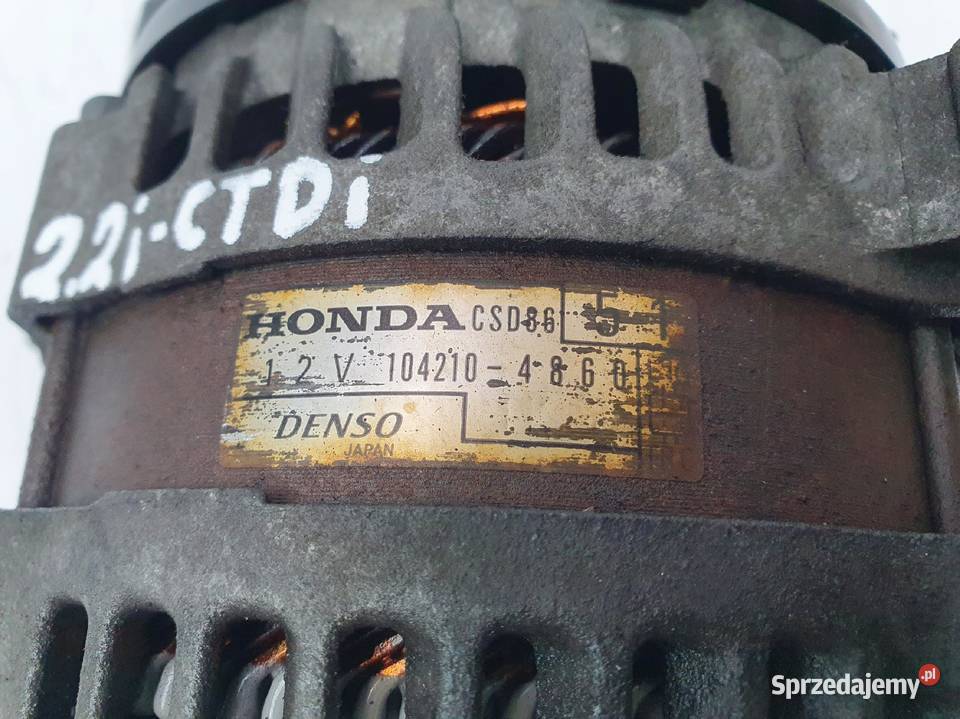 2.2i-CTDi
HONDA CSD86 5
12V 104210-4860
DENSO
JAPAN
Sprzedajemy.pl